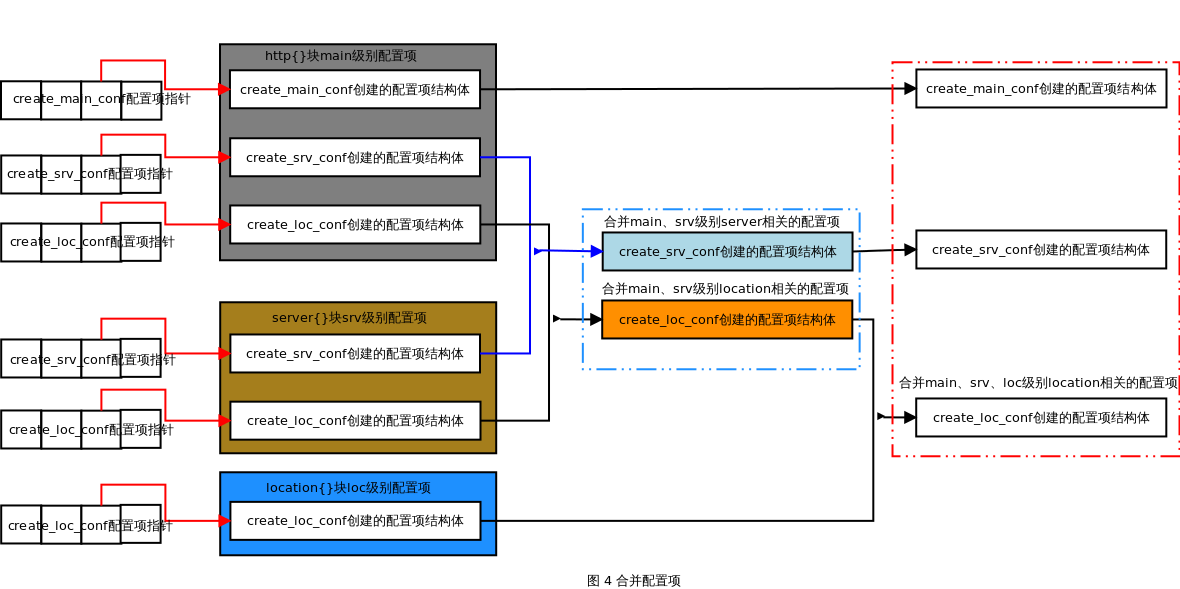 http{}块main级别配置项
create_main_conf配置项指针
create_main_conf创建的配置项结构体
create_main_conf创建的配置项结构体
create_srv_conf配置项指针
create_srv_conf创建的配置项结构体
create_loc_conf配置项指针
create_loc_conf创建的配置项结构体
合并main、srv级别server相关的配置项
create_srv_conf创建的配置项结构体
create_srv_conf创建的配置项结构体
合并main、srv级别location相关的配置项
create_loc_conf创建的配置项结构体
server{}块srv级别配置项
create_srv_conf配置项指针
create_srv_conf创建的配置项结构体
合并main、srv、loc级别location相关的配置项
create_loc_conf创建的配置项结构体
create_loc_conf配置项指针
create_loc_conf创建的配置项结构体
location{}块loc级别配置项
create_loc_conf配置项指针
create_loc_conf创建的配置项结构体
图 4 合并配置项